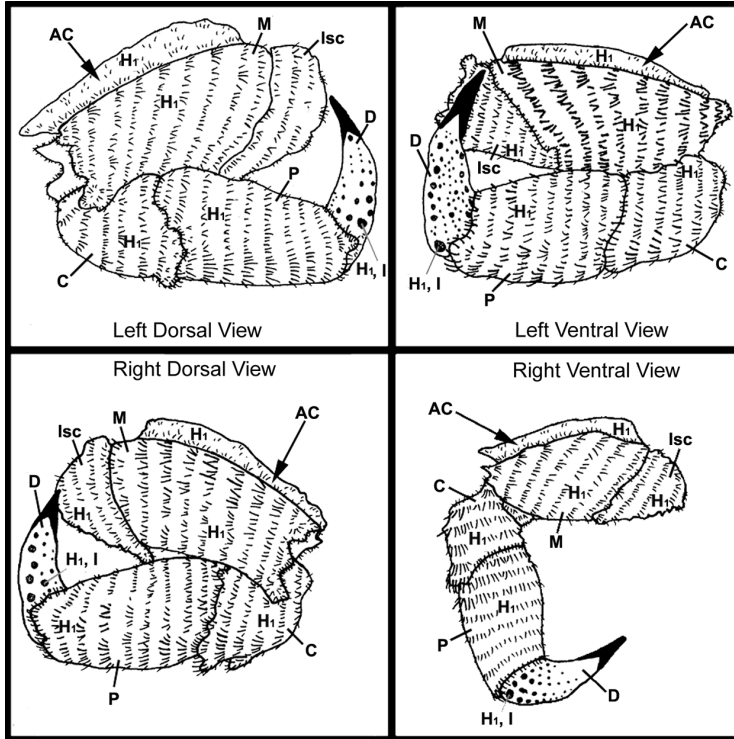 AC
H1
M
Isc
H1
D
P
H1
H1
C
H1, I
Left Dorsal View
M
H1
AC
D
H1
Isc
H1
H1
H1
C
H1, I
P
Left Ventral View
Right Dorsal View
Isc
M
H1
AC
D
H1
H1
H1, I
H1
H1
C
P
Right Ventral View
AC
H1
Isc
C
H1
H1
M
H1
H1
P
D
H1, I